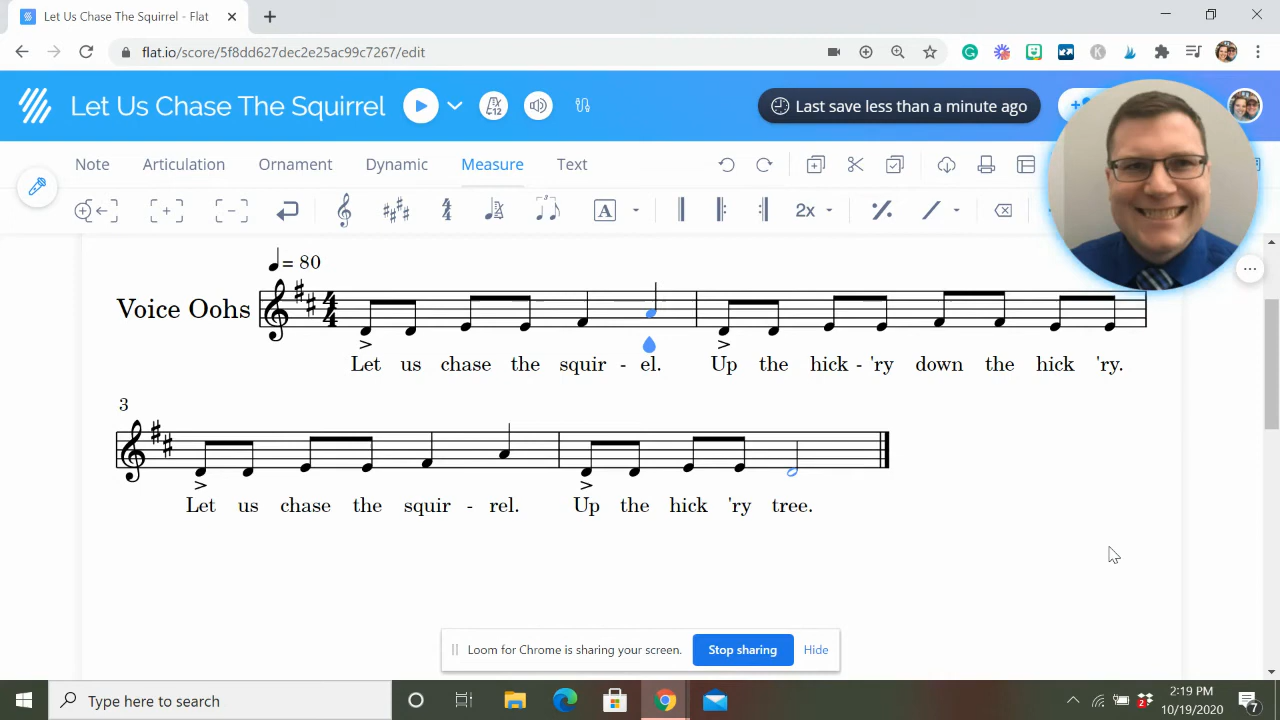 Let Us Chase The Squirrel - Flat
flat.io/score/5f8dd627dec2e25ac99c7267/edit
Let Us Chase The Squirrel
Last save less than a minute ago
Note Articulation Ornament Dynamic Measure Text
A 2x
= 80
Voice Oohs
4
4
Let us chase the squir - el. Up the hick - 'ry down the hick 'ry.
3
Let us chase the squir - rel. Up the hick 'ry tree.
Loom for Chrome is sharing your screen. Stop sharing Hide
Type here to search
2:19 PM
10/19/2020
2
7